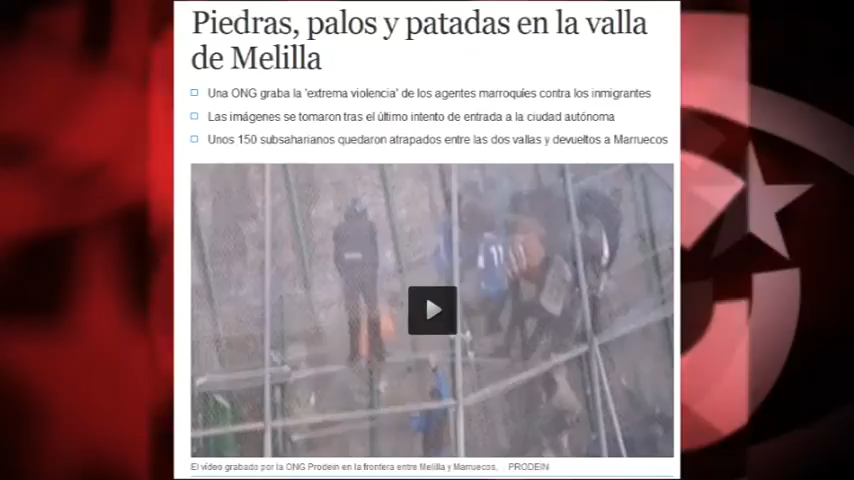 Piedras, palos y patadas en la valla
de Melilla
Una ONG graba la 'extrema violencia' de los agentes marroquíes contra los inmigrantes
Las imágenes se tomaron tras el último intento de entrada a la ciudad autónoma
Unos 150 subsaharianos quedaron atrapados entre las dos vallas y devueltos a Marruecos
El vídeo grabado por la ONG Prodein en la frontera entre Melilla y Marruecos, PRODEIN